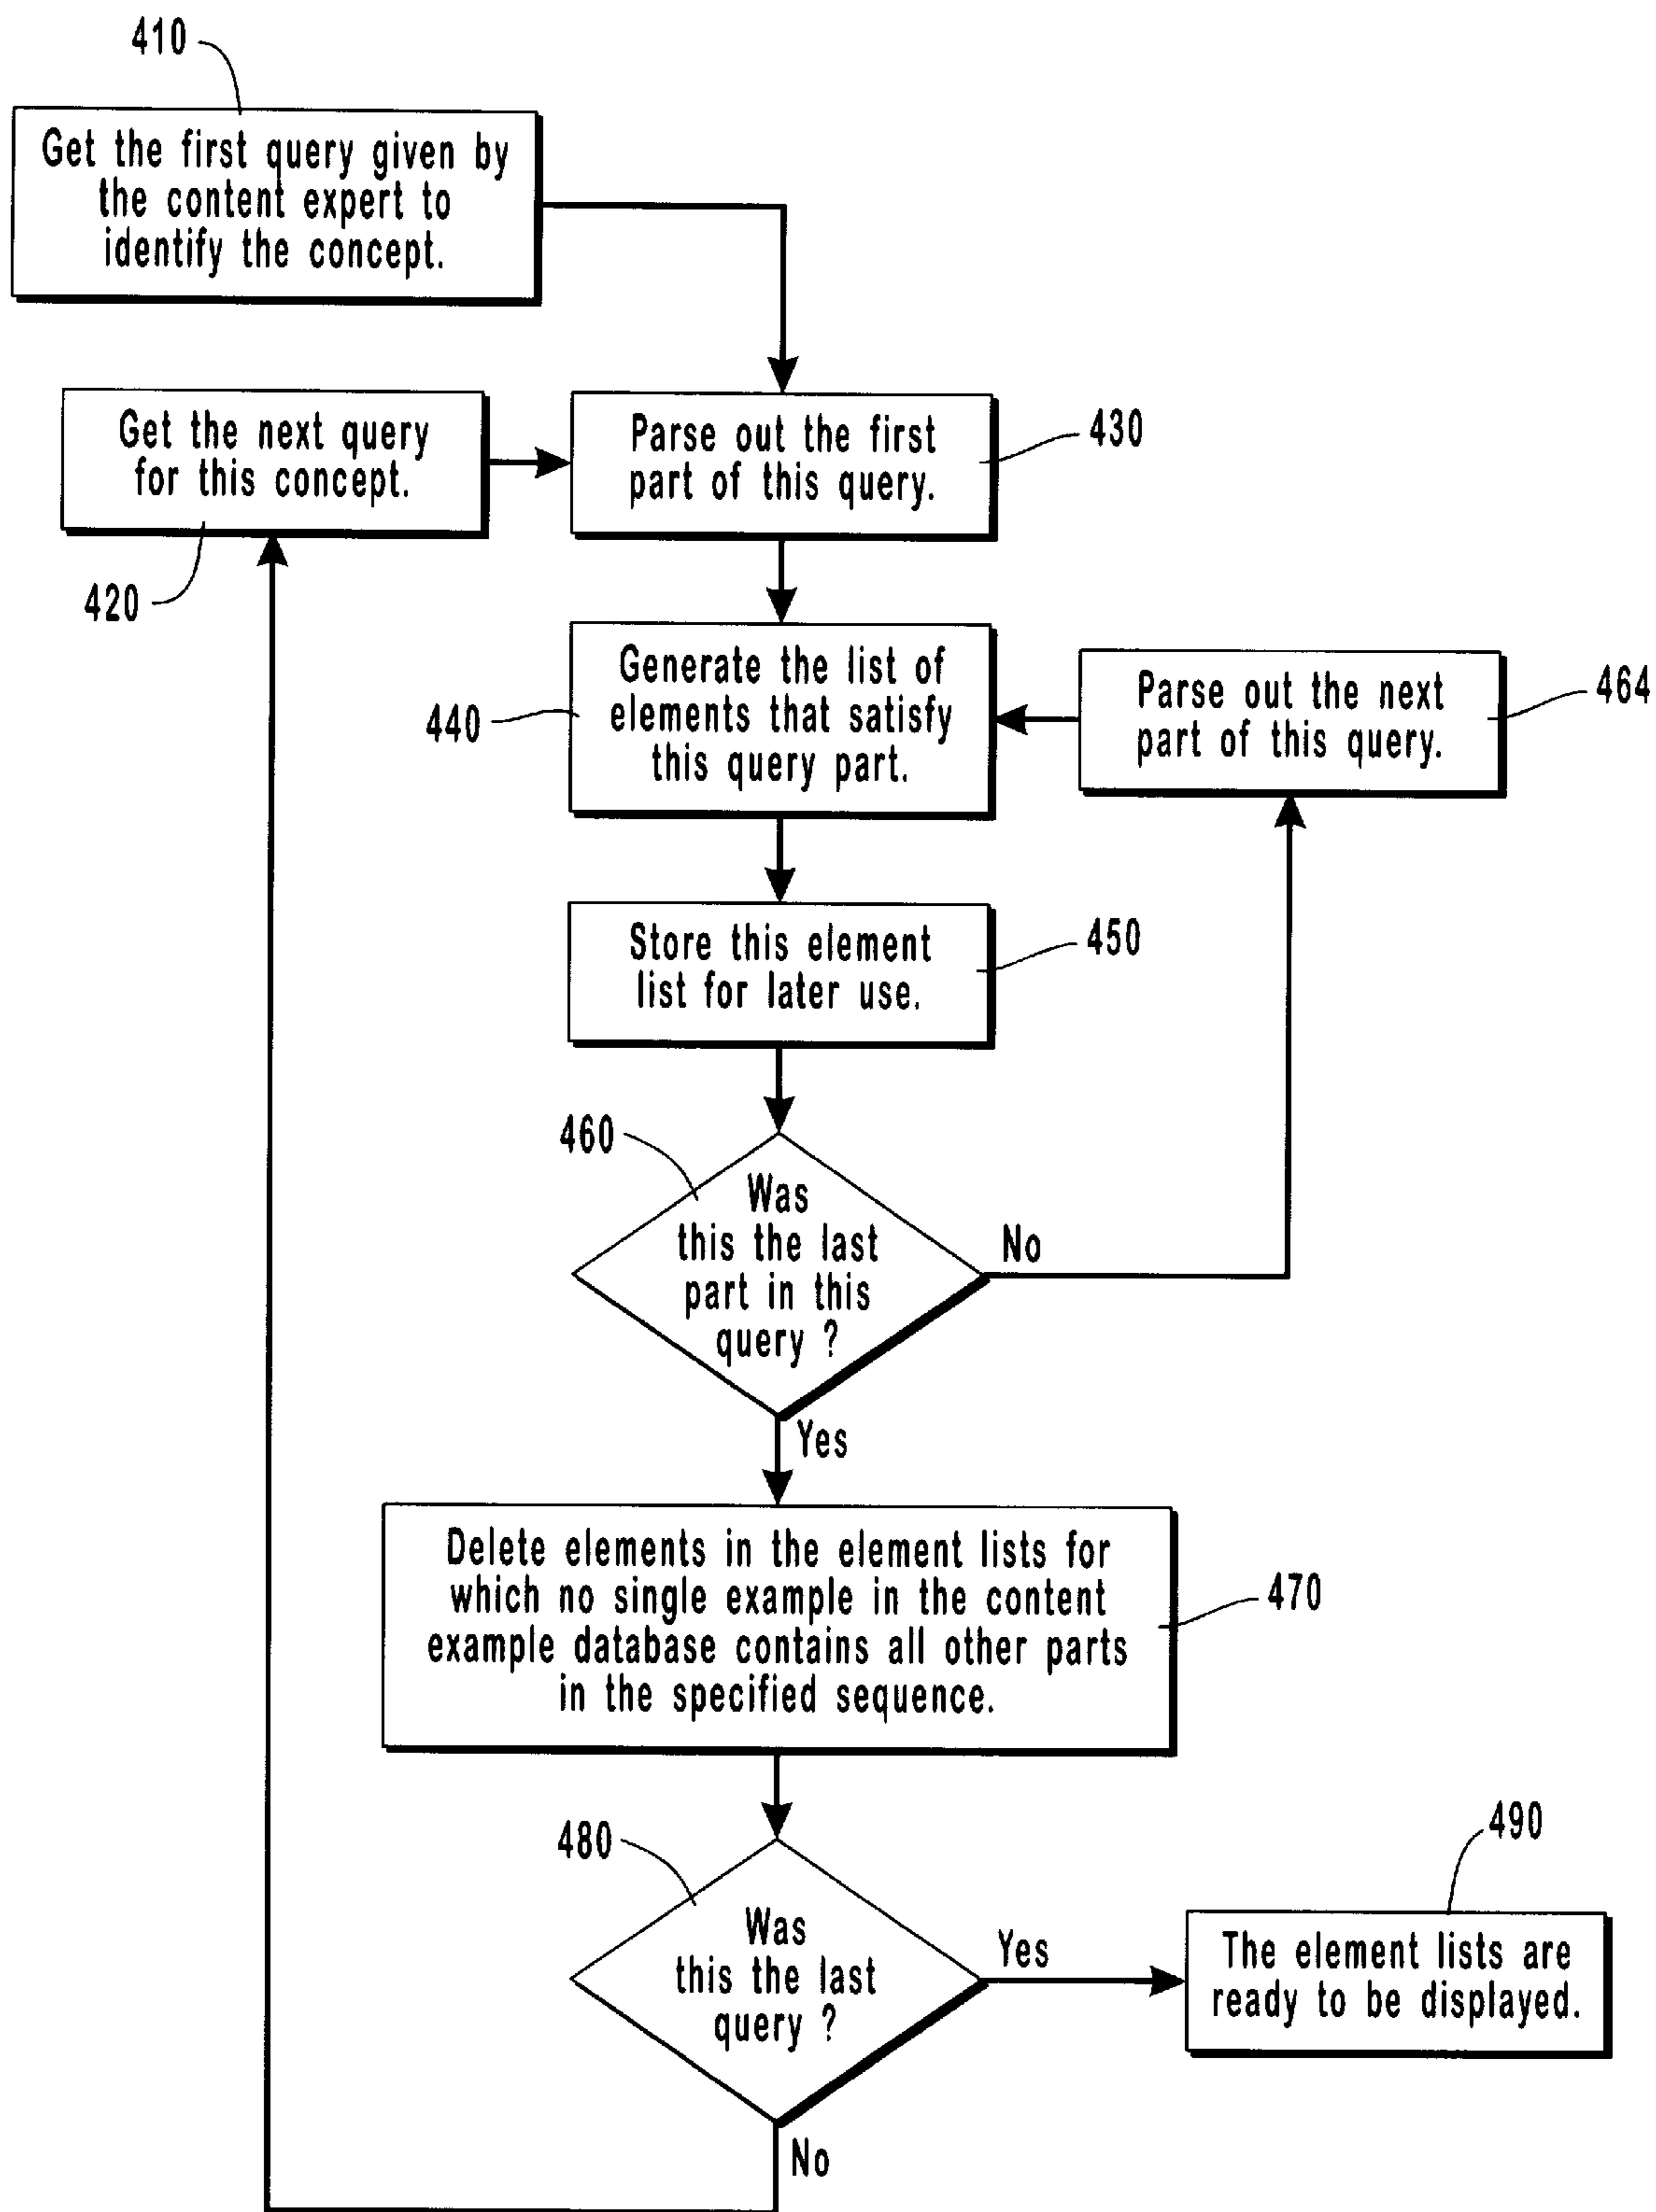 410
Get the first query given by
the content expert to
identify the concept.
Get the next query
for this concept.
420
Parse out the first
part of this query.
430
Generate the list of
elements that satisfy
this query part.
440
Parse out the next
part of this query.
464
Store this element
list for later use.
450
460
Was
this the last
part in this
query ?
No
Yes
Delete elements in the element lists for
which no single example in the content
example database contains all other parts
in the specified sequence.
470
480
Was
this the last
query ?
Yes
No
490
The element lists are
ready to be displayed.